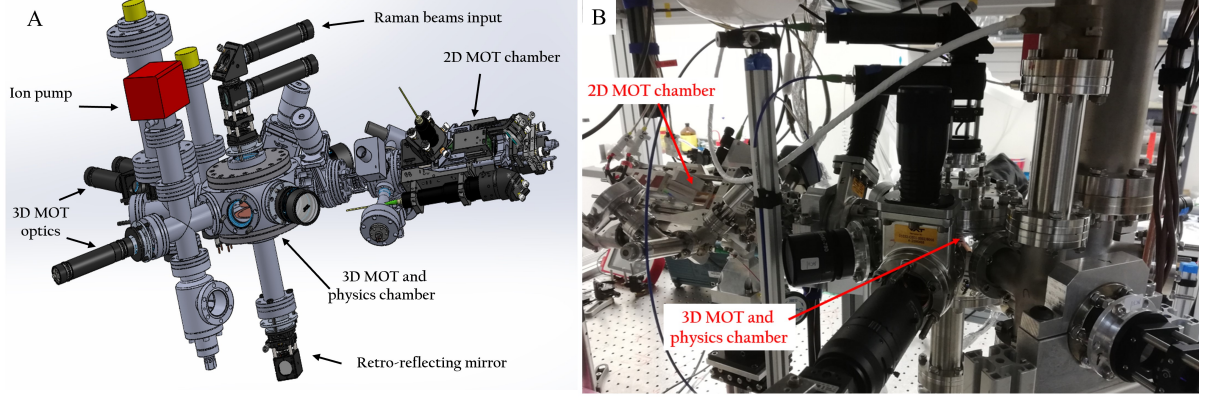 A
Raman beams input
2D MOT chamber
Ion pump
3D MOT
optics
3D MOT and
physics chamber
Retro-reflecting mirror
B
2D MOT chamber
3D MOT and
physics chamber